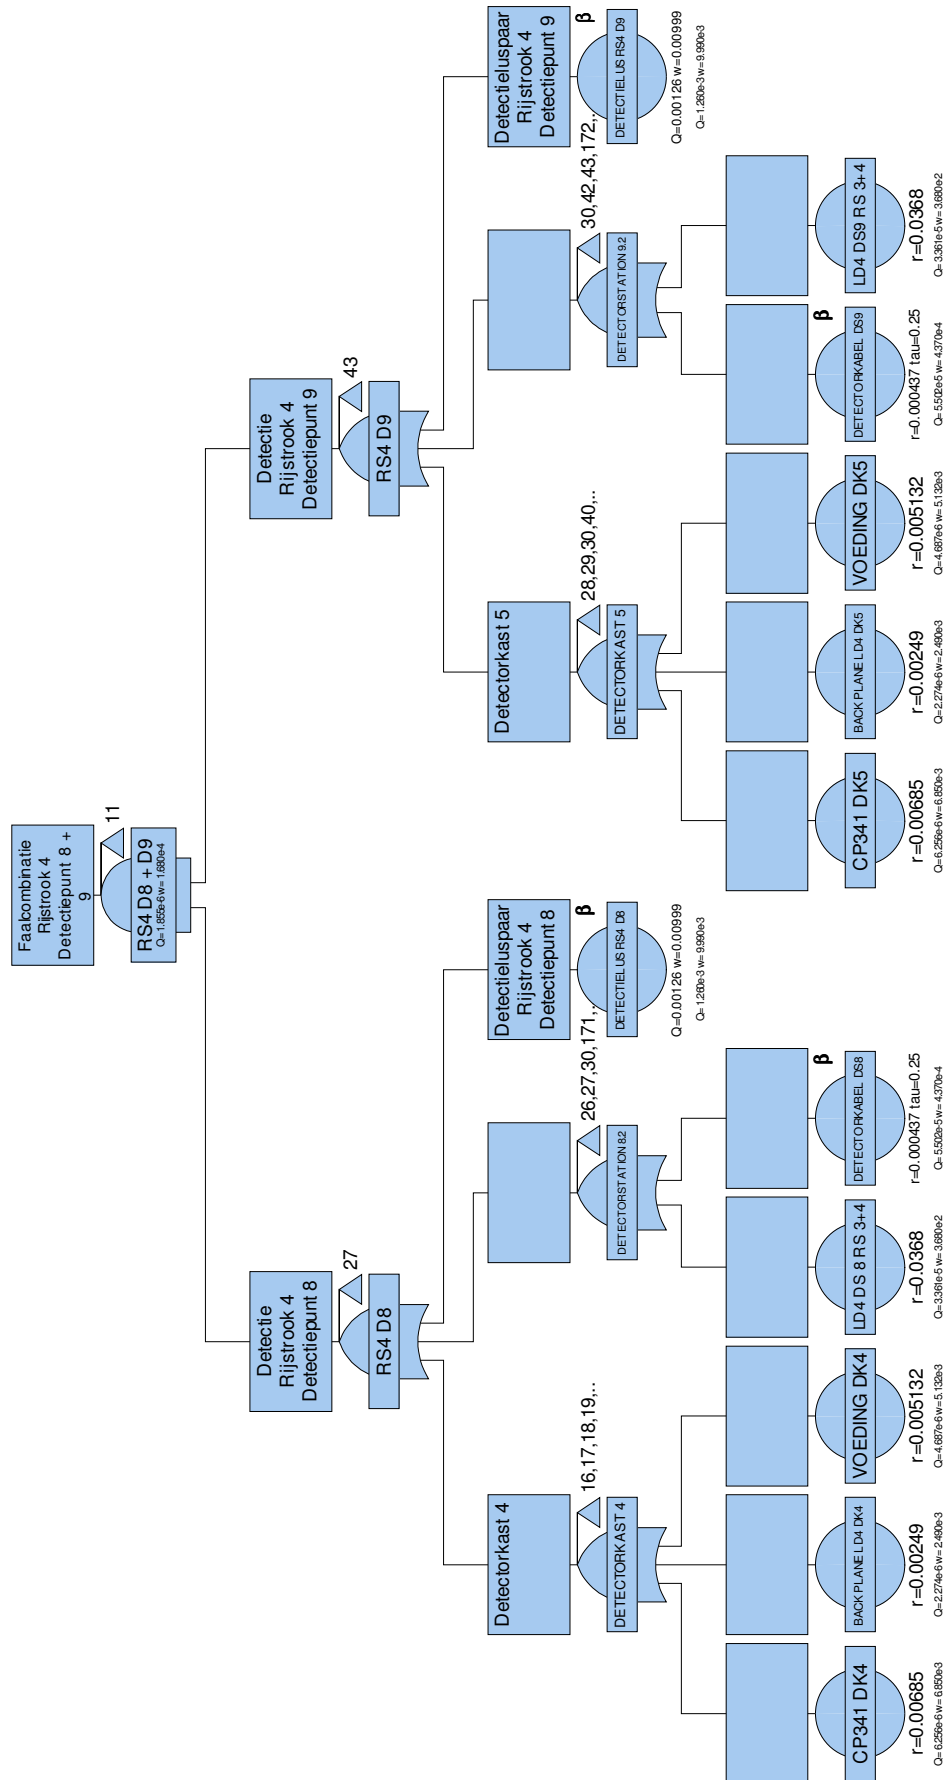 Faalcombinatie
Rijstrook 4
Detectiepunt 8 +
9
11
RS4 D8 + D9
Q=1.855e-6 w=1.680e-4
Detectie
Rijstrook 4
Detectiepunt 8
27
RS4 D8
Detectie
Rijstrook 4
Detectiepunt 9
43
RS4 D9
Detectorkast 4
16,17,18,19,..
DETECTORKAST 4
26,27,30,171,..
DETECTORSTATION 8.2
Detectieluspaar
Rijstrook 4
Detectiepunt 8
β
DETECTIELUS RS4 D8
Q=0.00126 w=0.00999
Q=1.260e-3 w=9.990e-3
Detectorkast 5
28,29,30,40,..
DETECTORKAST 5
30,42,43,172,..
DETECTORSTATION 9.2
Detectieluspaar
Rijstrook 4
Detectiepunt 9
β
DETECTIELUS RS4 D9
Q=0.00126 w=0.00999
Q=1.260e-3 w=9.990e-3
CP341 DK4
r=0.00685
Q=6.256e-6 w=6.850e-3
BACK PLANE LD4 DK4
r=0.00249
Q=2.274e-6 w=2.490e-3
VOEDING DK4
r=0.005132
Q=4.687e-6 w=5.132e-3
LD4 DS 8 RS 3+4
r=0.0368
Q=3.361e-5 w=3.680e-2
β
DETECTORKABEL DS8
r=0.000437 tau=0.25
Q=5.502e-5 w=4.370e-4
CP341 DK5
r=0.00685
Q=6.256e-6 w=6.850e-3
BACK PLANE LD4 DK5
r=0.00249
Q=2.274e-6 w=2.490e-3
VOEDING DK5
r=0.005132
Q=4.687e-6 w=5.132e-3
β
DETECTORKABEL DS9
r=0.000437 tau=0.25
Q=5.502e-5 w=4.370e-4
LD4 DS9 RS 3+4
r=0.0368
Q=3.361e-5 w=3.680e-2